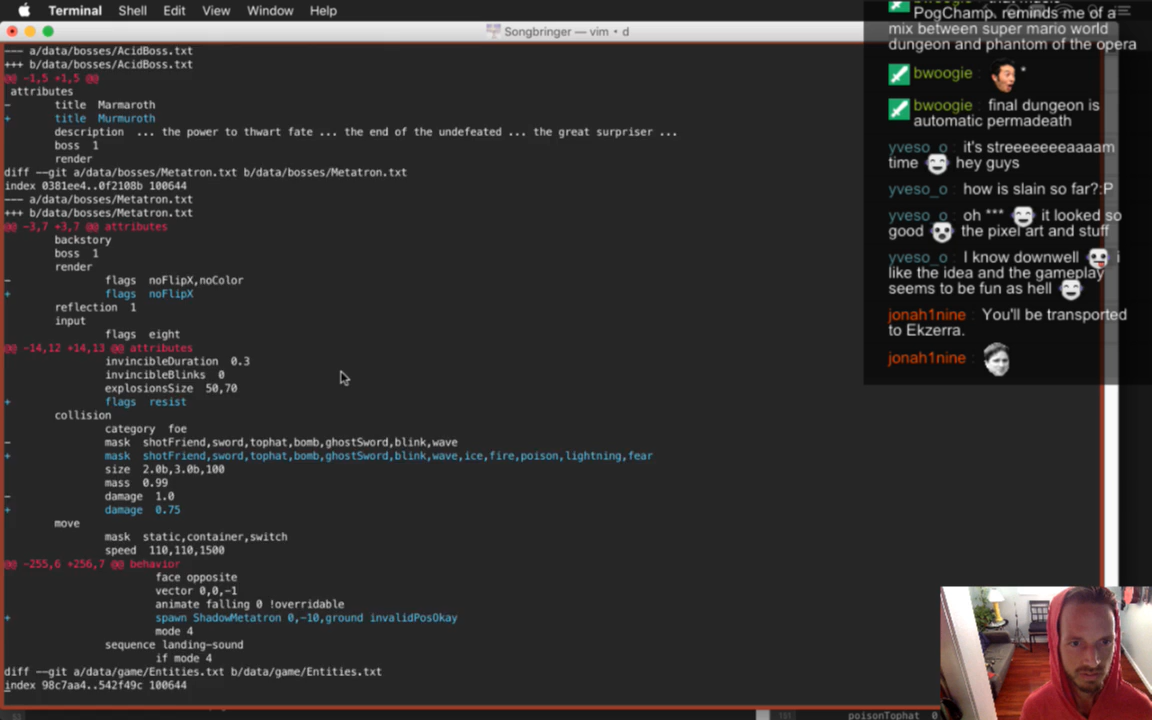 Terminal Shell Edit View Window Help
Songbringer — vim • d
--- a/data/bosses/AcidBoss.txt
+++ b/data/bosses/AcidBoss.txt
@@ -1,5 +1,5 @@
attributes
- title Marmaroth
+ title Murmuroth
description ... the power to thwart fate ... the end of the undefeated ... the great surpriser ...
boss 1
render
diff --git a/data/bosses/Metatron.txt b/data/bosses/Metatron.txt
index 0381ee4..0f2108b 100644
--- a/data/bosses/Metatron.txt
+++ b/data/bosses/Metatron.txt
@@ -3,7 +3,7 @@ attributes
backstory
boss 1
render
- flags noFlipX,noColor
+ flags noFlipX
reflection 1
input
flags eight
@@ -14,12 +14,13 @@ attributes
invincibleDuration 0.3
invincibleBlinks 0
explosionsSize 50,70
+ flags resist
collision
category foe
- mask shotFriend,sword,tophat,bomb,ghostSword,blink,wave
+ mask shotFriend,sword,tophat,bomb,ghostSword,blink,wave,ice,fire,poison,lightning,fear
size 2.0b,3.0b,100
mass 0.99
- damage 1.0
+ damage 0.75
move
mask static,container,switch
speed 110,110,1500
@@ -255,6 +256,7 @@ behavior
face opposite
vector 0,0,-1
animate falling 0 !overridable
+ spawn ShadowMetatron 0,-10,ground invalidPosOkay
mode 4
sequence landing-sound
if mode 4
diff --git a/data/game/Entities.txt b/data/game/Entities.txt
index 98c7aa4..542f49c 100644
PogChamp. reminds me of a
mix between super mario world
dungeon and phantom of the opera
bwoogie : *
bwoogie : final dungeon is
automatic permadeath
yveso_o : it's streeeeeeeaaaam
time hey guys
yveso_o : how is slain so far?:P
yveso_o : oh *** it looked so
good the pixel art and stuff
yveso_o : I know downwell i
like the idea and the gameplay
seems to be fun as hell
jonah1nine : You'll be transported
to Ekzerra.
jonah1nine :
poisonTophat 0